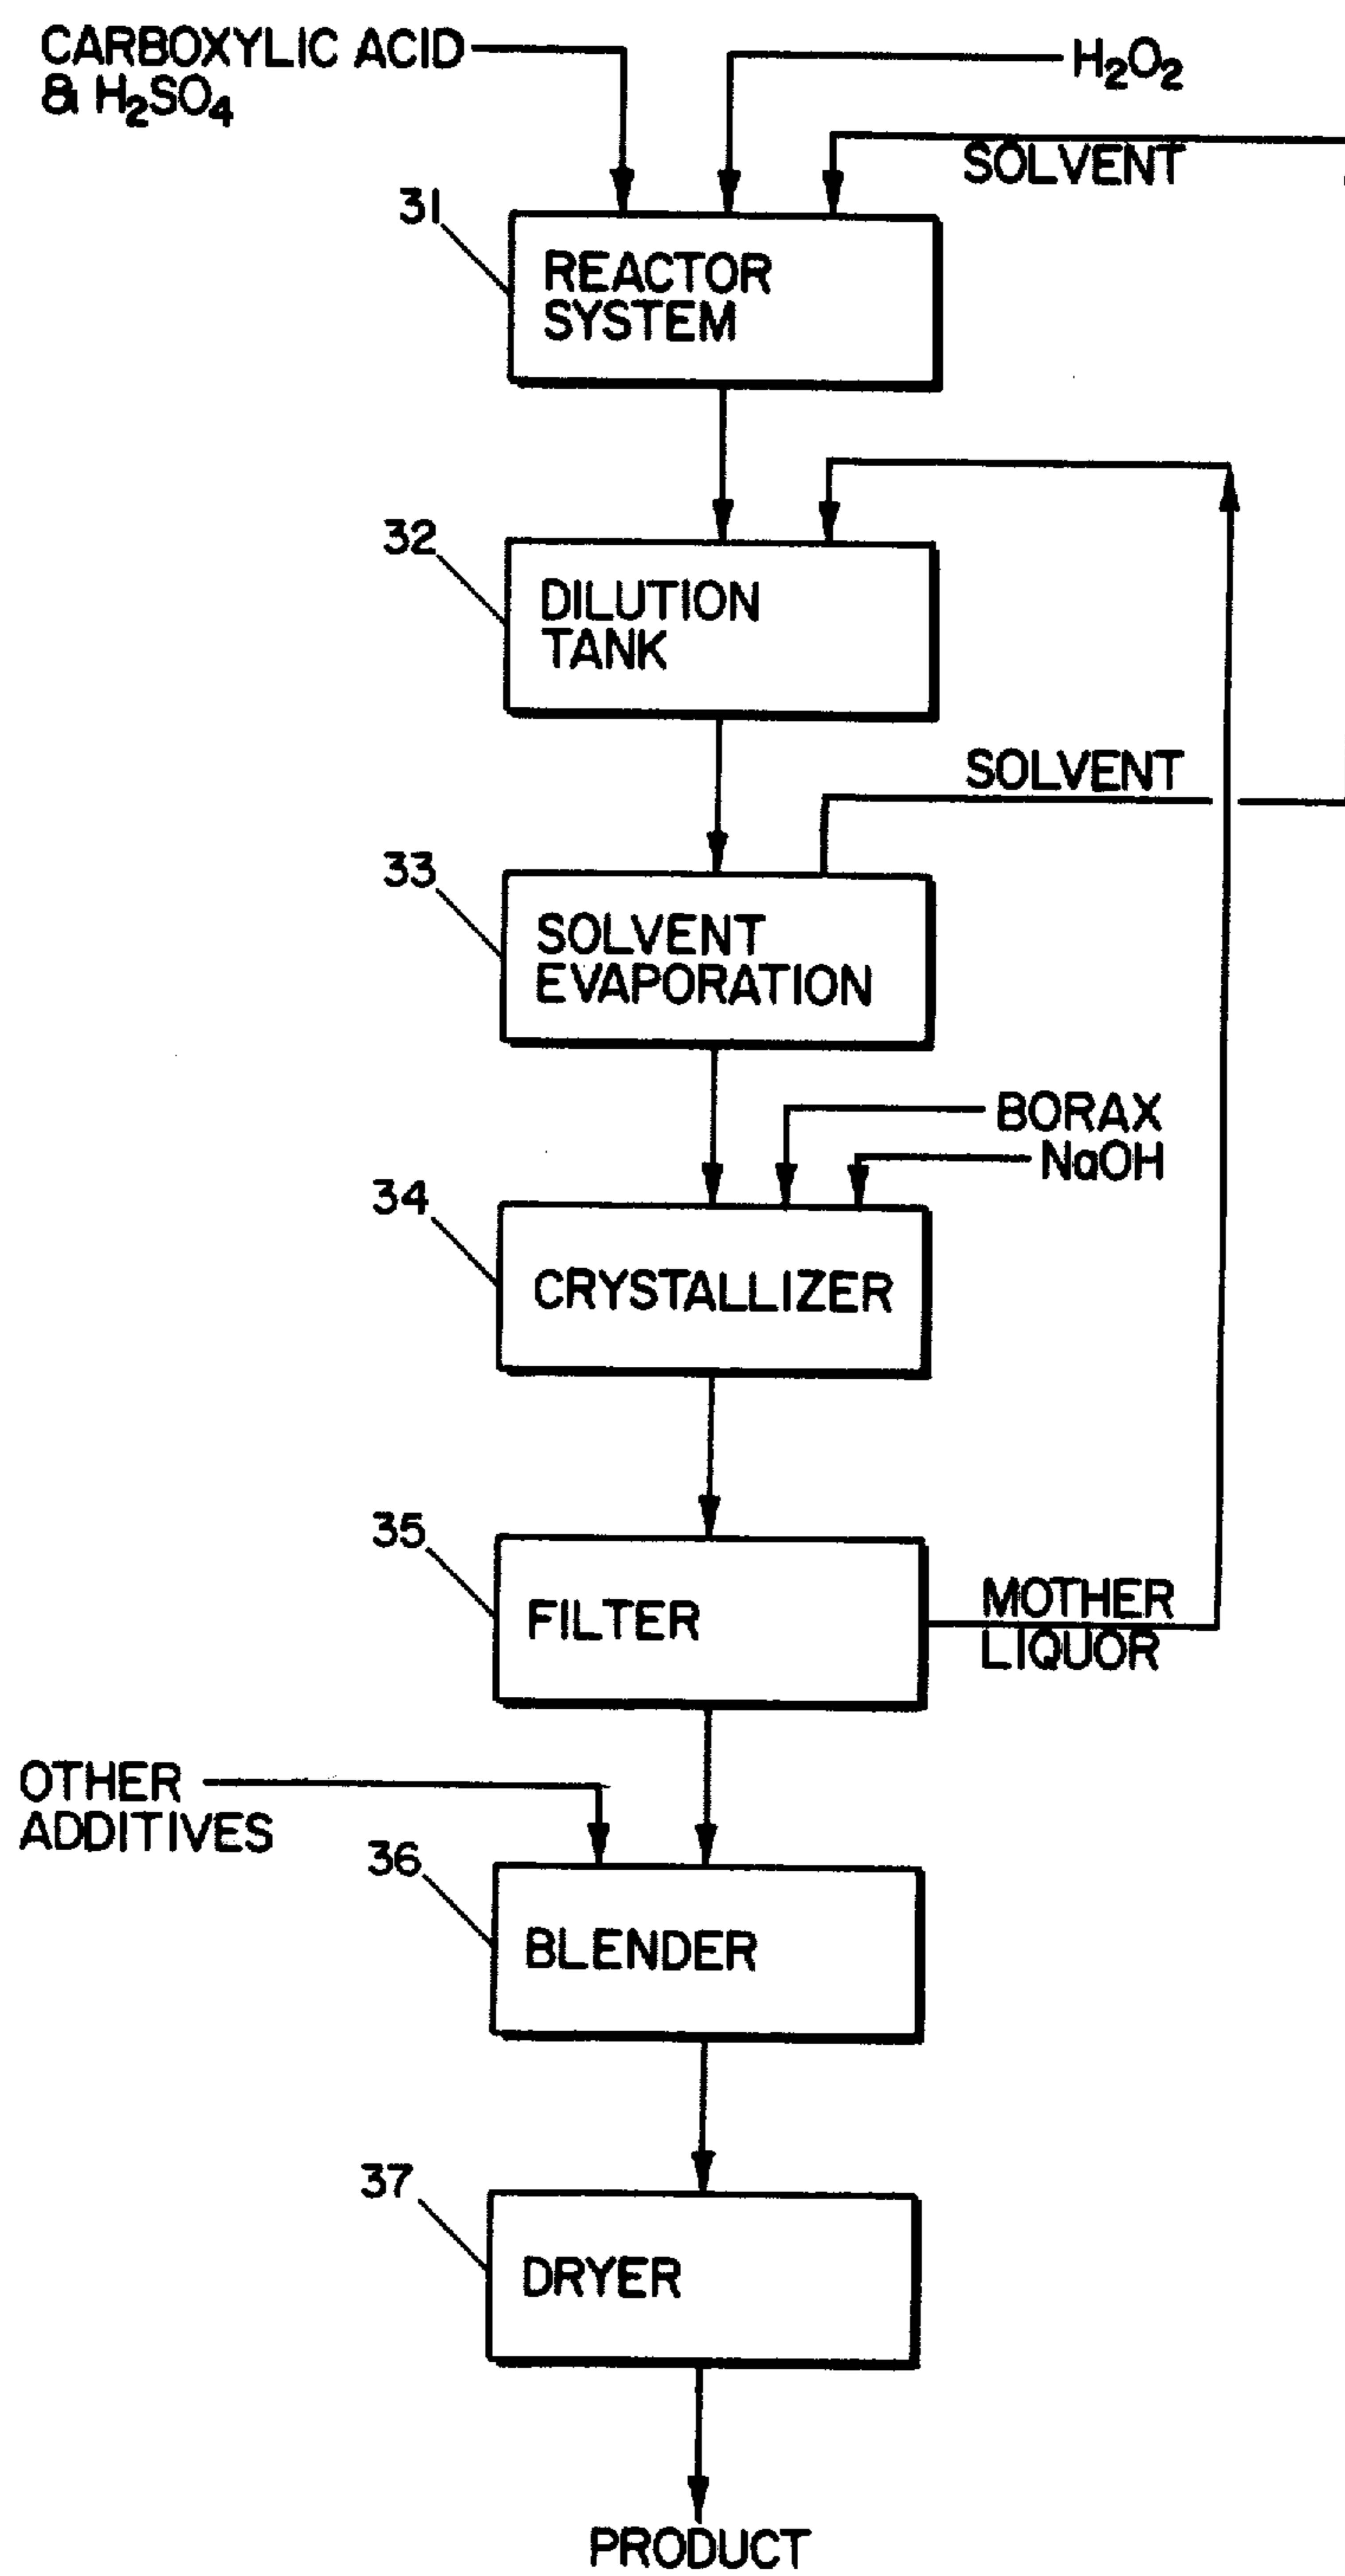 CARBOXYLIC ACID
& H₂SO₄
H₂O₂
SOLVENT
31
REACTOR
SYSTEM
32
DILUTION
TANK
SOLVENT
33
SOLVENT
EVAPORATION
BORAX
NaOH
34
CRYSTALLIZER
35
FILTER
MOTHER
LIQUOR
OTHER
ADDITIVES
36
BLENDER
37
DRYER
PRODUCT